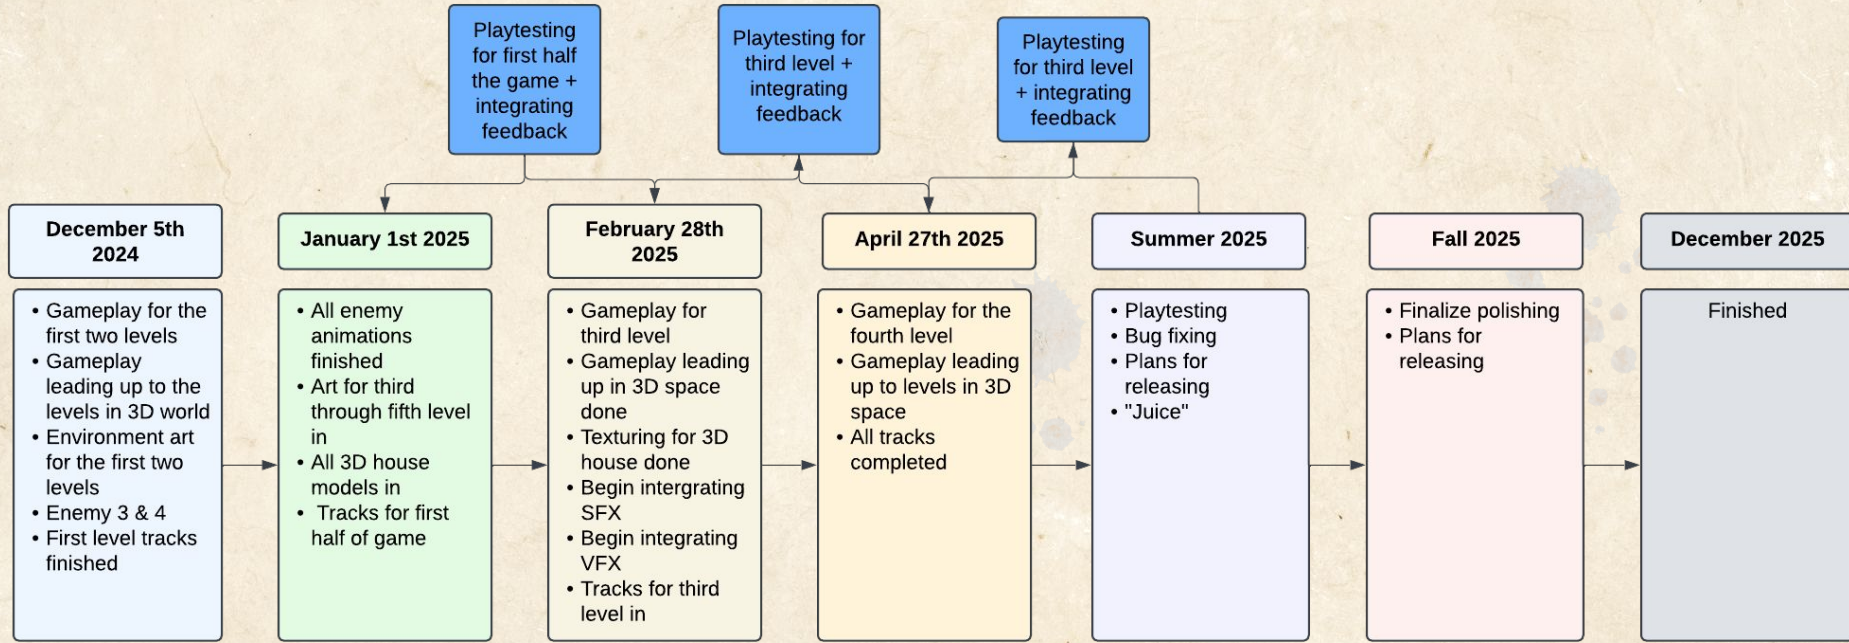 Playtesting
for first half
the game +
integrating
feedback
Playtesting for
third level +
integrating
feedback
Playtesting
for third level
+ integrating
feedback
December 5th
2024
• Gameplay for the
first two levels
• Gameplay
leading up to the
levels in 3D world
• Environment art
for the first two
levels
• Enemy 3 & 4
• First level tracks
finished
January 1st 2025
• All enemy
animations
finished
• Art for third
through fifth level
in
• All 3D house
models in
• Tracks for first
half of game
February 28th
2025
• Gameplay for
third level
• Gameplay leading
up in 3D space
done
• Texturing for 3D
house done
• Begin intergrating
SFX
• Begin integrating
VFX
• Tracks for third
level in
April 27th 2025
• Gameplay for the
fourth level
• Gameplay leading
up to levels in 3D
space
• All tracks
completed
Summer 2025
• Playtesting
• Bug fixing
• Plans for
releasing
• "Juice"
Fall 2025
• Finalize polishing
• Plans for
releasing
December 2025
Finished